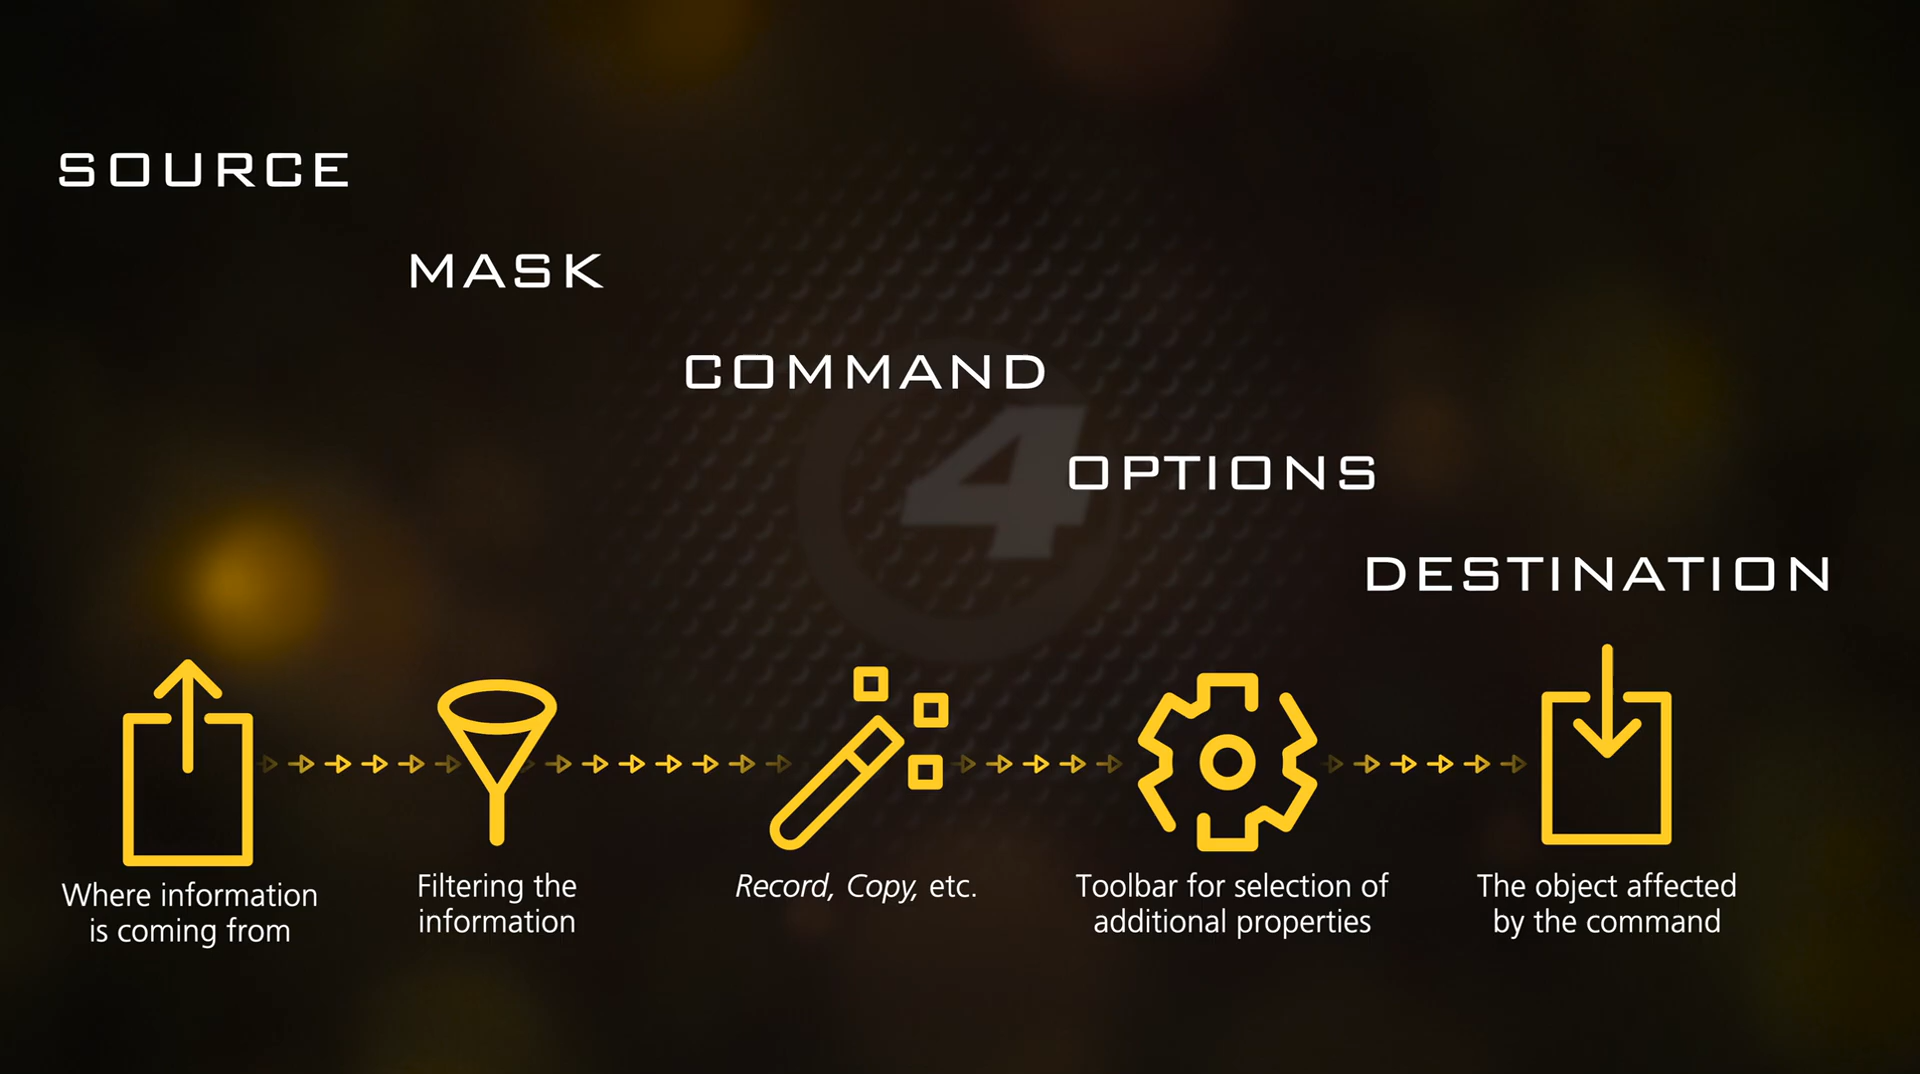 SOURCE
MASK
COMMAND
4
OPTIONS
DESTINATION
Where information
is coming from
Filtering the
information
Record, Copy, etc.
Toolbar for selection of
additional properties
The object affected
by the command